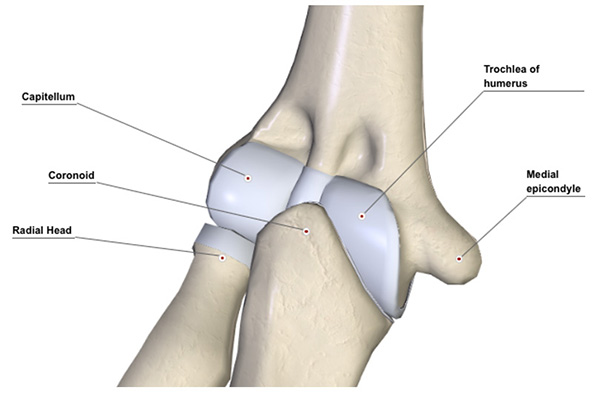 Capitellum
Coronoid
Radial Head
Trochlea of
humerus
Medial
epicondyle